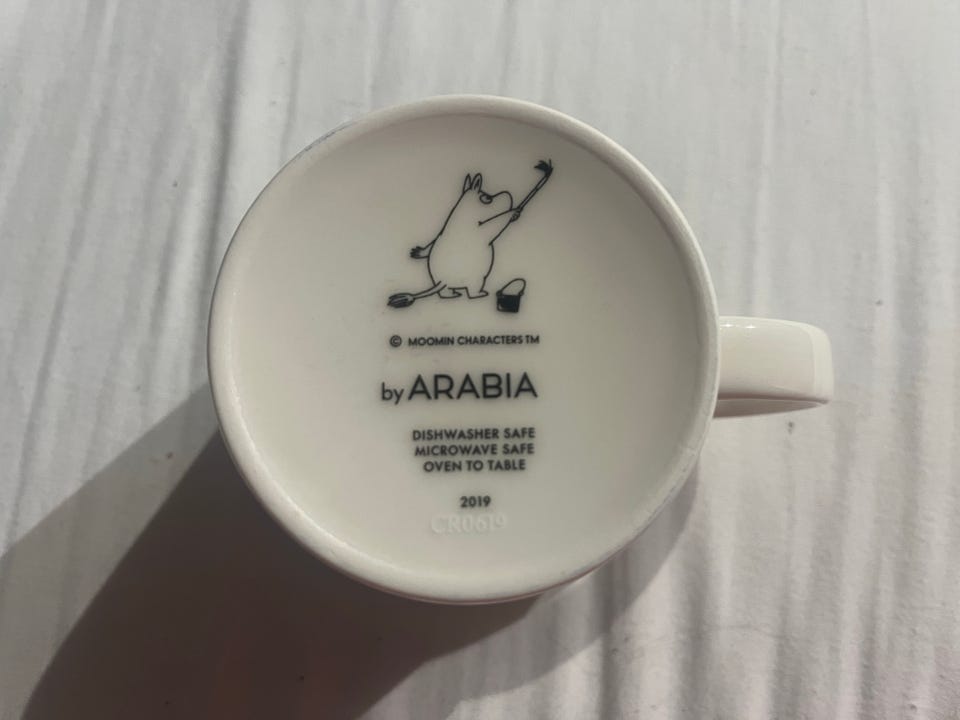 © MOOMIN CHARACTERS TM
by ARABIA
DISHWASHER SAFE
MICROWAVE SAFE
OVEN TO TABLE
2019
CR0619